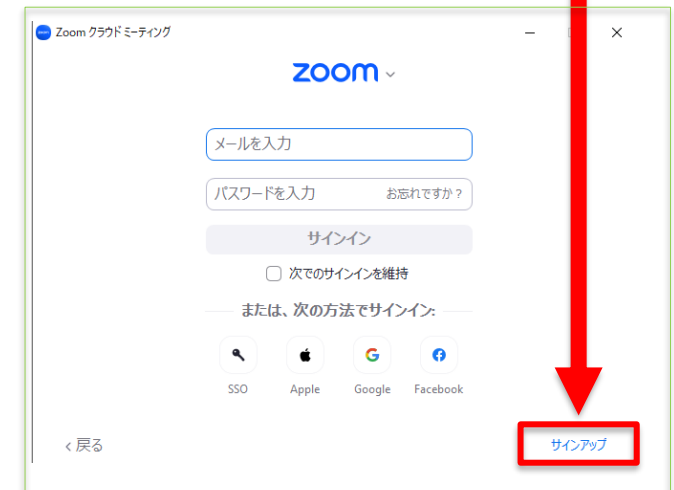 Zoom クラウド ミーティング
zoom
メールを入力
パスワードを入力 お忘れですか?
サインイン
次でのサインインを維持
または、次の方法でサインイン:
SSO Apple Google Facebook
戻る サインアップ